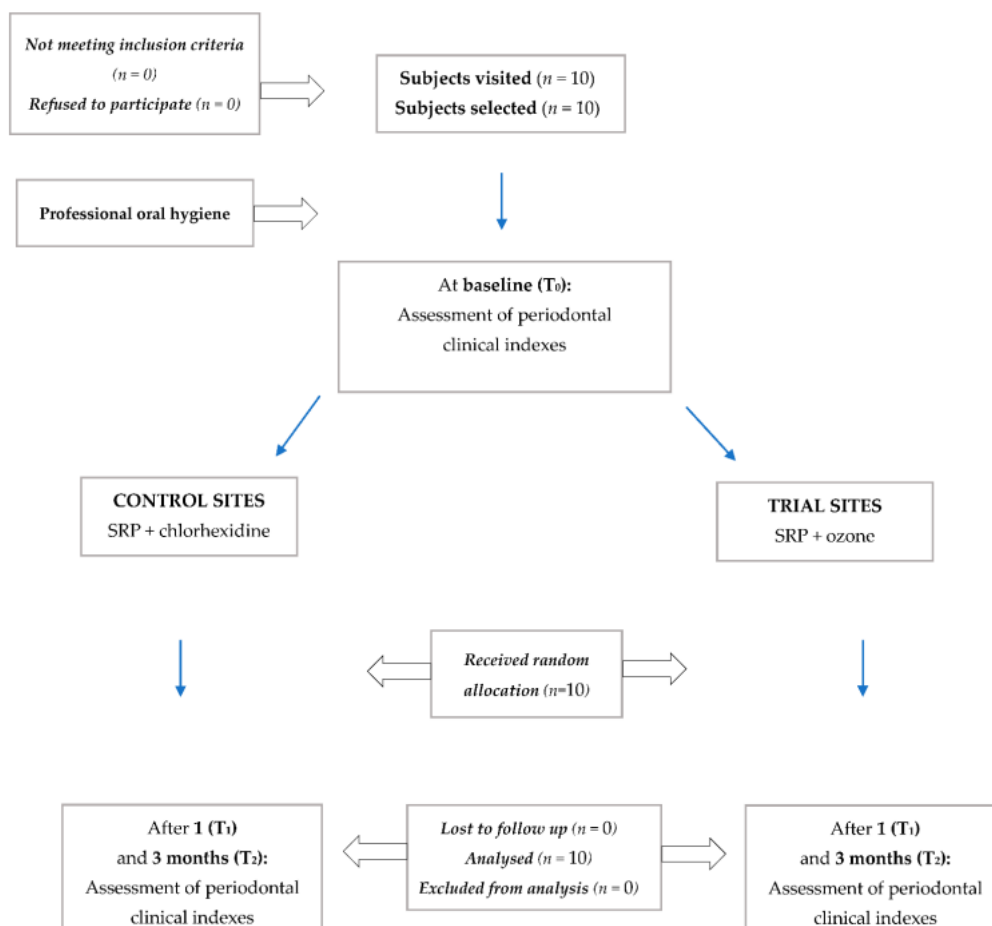 Not meeting inclusion criteria
(n = 0)
Refused to participate (n = 0)
Subjects visited (n = 10)
Subjects selected (n = 10)
Professional oral hygiene
At baseline (T₀):
Assessment of periodontal
clinical indexes
CONTROL SITES
SRP + chlorhexidine
TRIAL SITES
SRP + ozone
Received random
allocation (n=10)
After 1 (T₁)
and 3 months (T₂):
Assessment of periodontal
clinical indexes
Lost to follow up (n = 0)
Analysed (n = 10)
Excluded from analysis (n = 0)
After 1 (T₁)
and 3 months (T₂):
Assessment of periodontal
clinical indexes